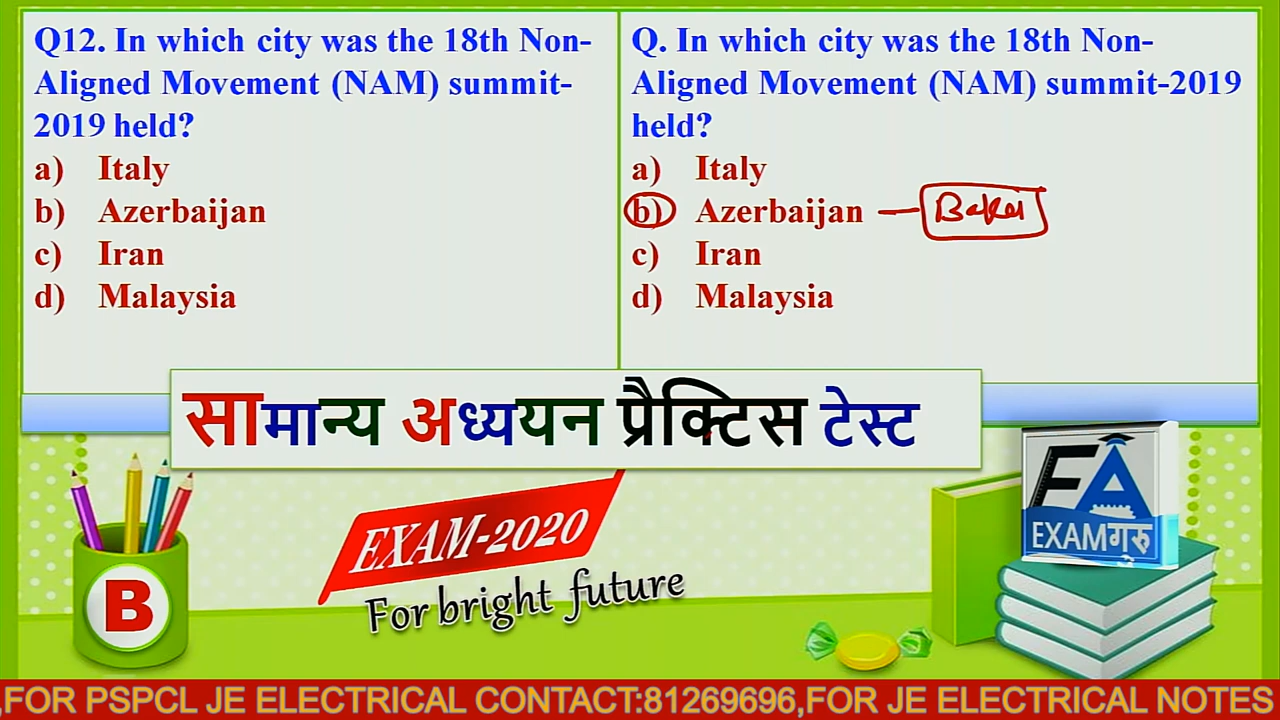 Q12. In which city was the 18th Non-
Aligned Movement (NAM) summit-
2019 held?
a) Italy
b) Azerbaijan
c) Iran
d) Malaysia
Q. In which city was the 18th Non-
Aligned Movement (NAM) summit-2019
held?
a) Italy
b) Azerbaijan – Baku
c) Iran
d) Malaysia
सामान्य अध्ययन प्रैक्टिस टेस्ट
EXAM-2020
For bright future
B
FA
EXAMगुरु
,FOR PSPCL JE ELECTRICAL CONTACT:81269696,FOR JE ELECTRICAL NOTES